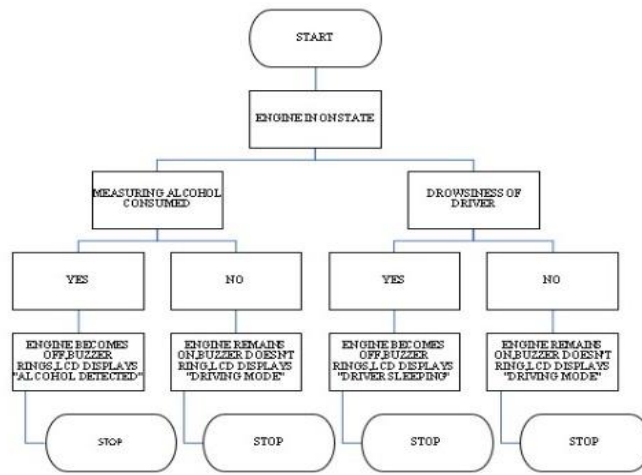 START
ENGINE IN ON STATE
MEASURING ALCOHOL
CONSUMED
DROWSINESS OF
DRIVER
YES
NO
YES
NO
ENGINE BECOMES
OFF,BUZZER
RINGS,LCD DISPLAYS
"ALCOHOL DETECTED"
ENGINE REMAINS
ON,BUZZER DOESN'T
RING,LCD DISPLAYS
"DRIVING MODE"
ENGINE BECOMES
OFF,BUZZER
RINGS,LCD DISPLAYS
"DRIVER SLEEPING"
ENGINE REMAINS
ON,BUZZER DOESN'T
RING,LCD DISPLAYS
"DRIVING MODE"
STOP
STOP
STOP
STOP